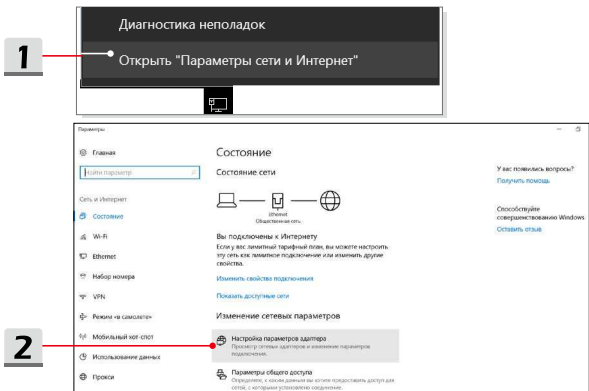 Диагностика неполадок
1
Открыть "Параметры сети и Интернет"
Параметры
Главная
Найти параметр
Сеть и Интернет
Состояние
Wi-Fi
Ethernet
Набор номера
VPN
Режим «в самолете»
Мобильный хот-спот
2
Использование данных
Прокси
Состояние
Состояние сети
Ethernet
Общественная сеть
Вы подключены к Интернету
Если у вас лимитный тарифный план, вы можете настроить
эту сеть как лимитное подключение или изменить другие
свойства.
Изменить свойства подключения
Показать доступные сети
Изменение сетевых параметров
Настройка параметров адаптера
Просмотр сетевых адаптеров и изменение параметров
подключения.
Параметры общего доступа
Определение, к каким данным вы хотите предоставить доступ для
сетей, с которыми установлено соединение.
У вас появились вопросы?
Получить помощь
Способствуйте
совершенствованию Windows
Оставить отзыв